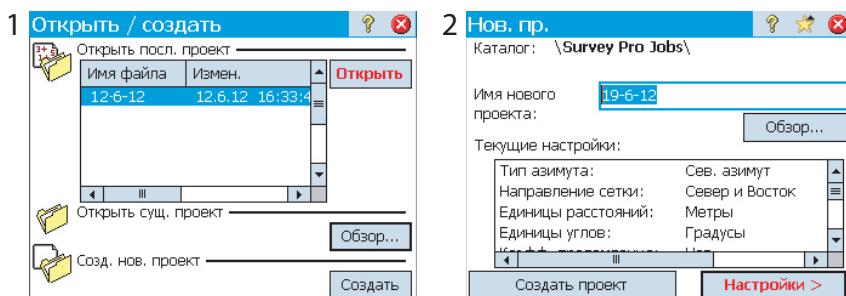 1 Открыть / создать
Открыть посл. проект
Имя файла Измен. Открыть
12-6-12 12.6.12 16:33:4
Открыть сущ. проект
Обзор...
Созд. нов. проект
Создать
2 Нов. пр.
Каталог: \Survey Pro Jobs\
Имя нового 19-6-12
проекта:
Обзор...
Текущие настройки:
Тип азимута: Сев. азимут
Направление сетки: Север и Восток
Единицы расстояний: Метры
Единицы углов: Градусы
Создать проект Настройки >